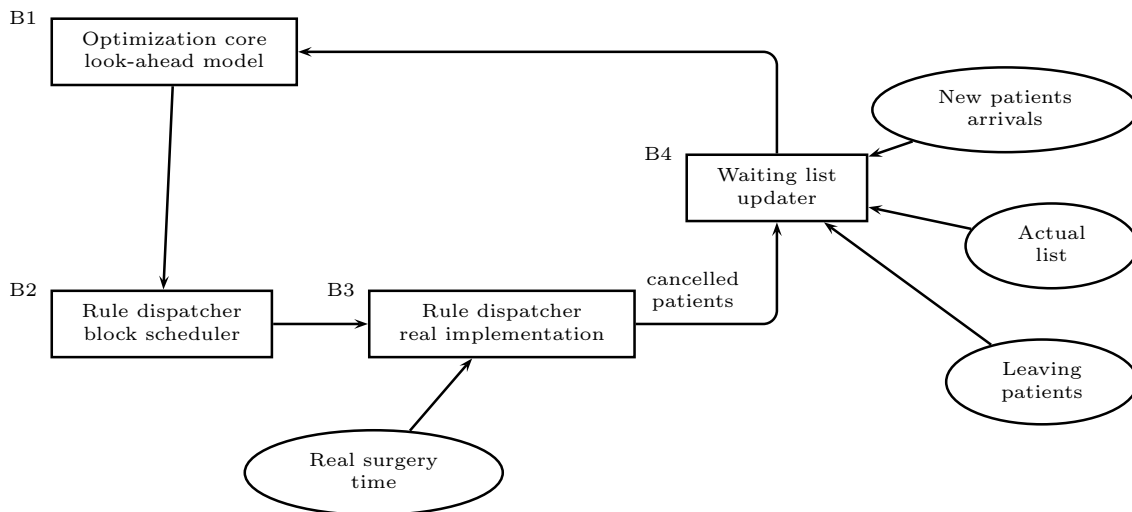 B1
Optimization core
look-ahead model
New patients
arrivals
B4
Waiting list
updater
Actual
list
B2
Rule dispatcher
block scheduler
B3
Rule dispatcher
real implementation
cancelled
patients
Leaving
patients
Real surgery
time